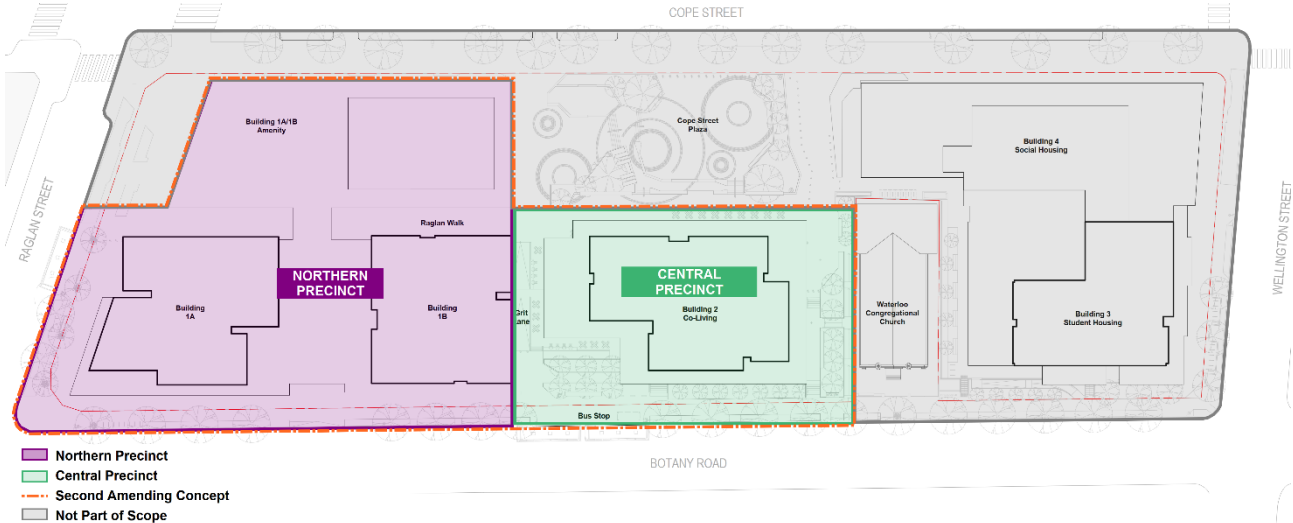 COPE STREET
Building 1A/1B
Amenity
Cope Street
Plaza
Building 4
Social Housing
RAGLAN STREET
WELLINGTON STREET
Raglan Walk
NORTHERN
PRECINCT
CENTRAL
PRECINCT
Building
1A
Building
1B
Grit
Lane
Building 2
Co-Living
Waterloo
Congregational
Church
Building 3
Student Housing
Bus Stop
BOTANY ROAD
Northern Precinct
Central Precinct
Second Amending Concept
Not Part of Scope